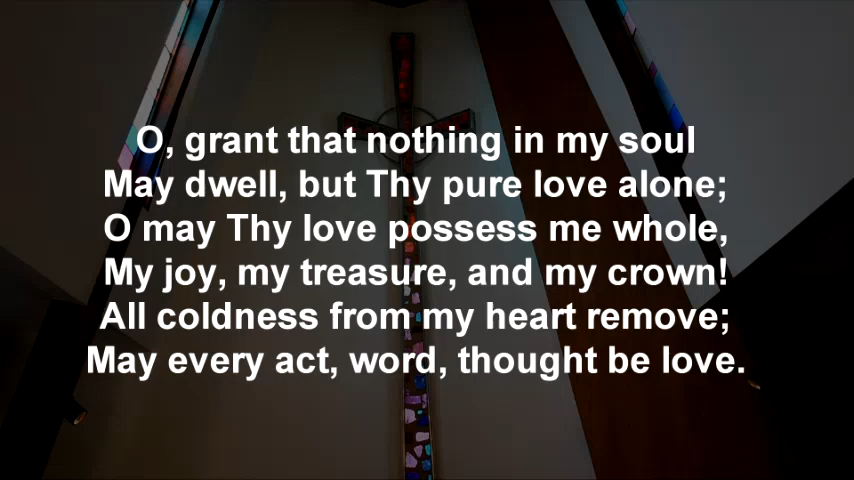 O, grant that nothing in my soul
May dwell, but Thy pure love alone;
O may Thy love possess me whole,
My joy, my treasure, and my crown!
All coldness from my heart remove;
May every act, word, thought be love.